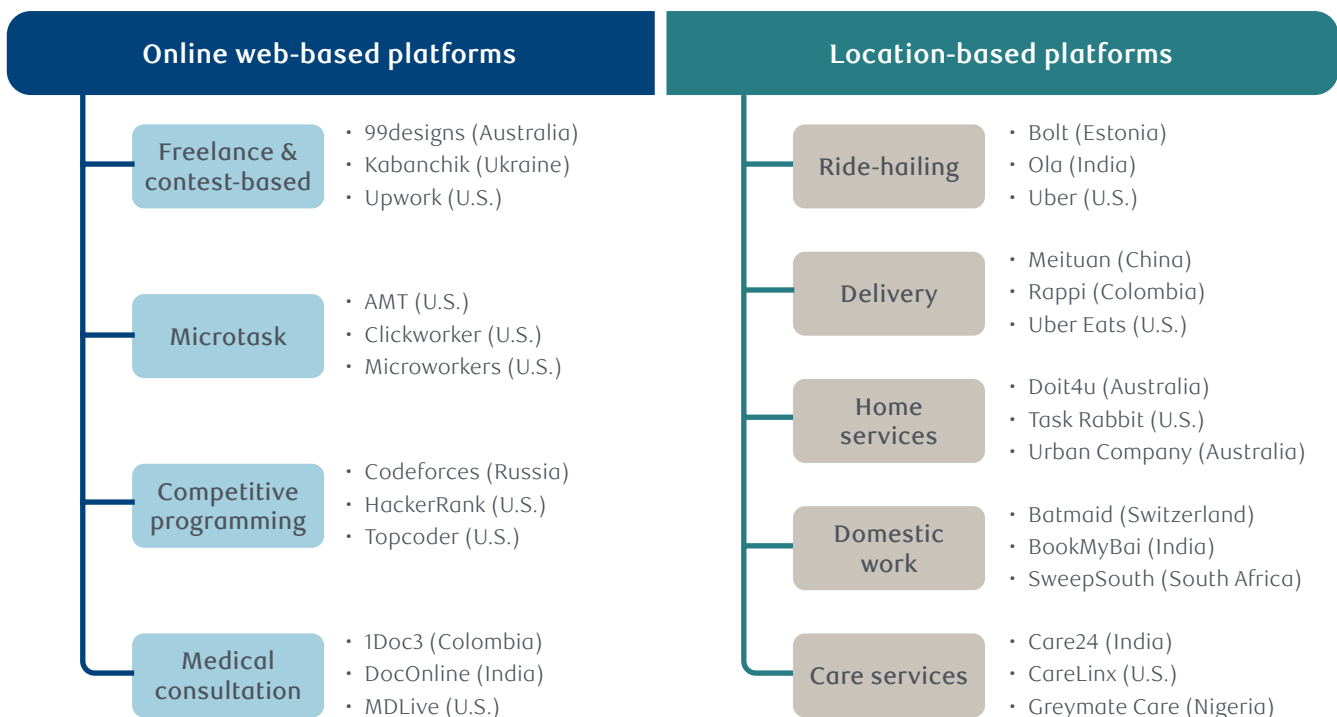 Online web-based platforms
Freelance &
contest-based
• 99designs (Australia)
• Kabanchik (Ukraine)
• Upwork (U.S.)
Microtask
• AMT (U.S.)
• Clickworker (U.S.)
• Microworkers (U.S.)
Competitive
programming
• Codeforces (Russia)
• HackerRank (U.S.)
• Topcoder (U.S.)
Medical
consultation
• 1Doc3 (Colombia)
• DocOnline (India)
• MDLive (U.S.)
Location-based platforms
Ride-hailing
• Bolt (Estonia)
• Ola (India)
• Uber (U.S.)
Delivery
• Meituan (China)
• Rappi (Colombia)
• Uber Eats (U.S.)
Home
services
• Doit4u (Australia)
• Task Rabbit (U.S.)
• Urban Company (Australia)
Domestic
work
• Batmaid (Switzerland)
• BookMyBai (India)
• SweepSouth (South Africa)
Care services
• Care24 (India)
• CareLinx (U.S.)
• Greymate Care (Nigeria)